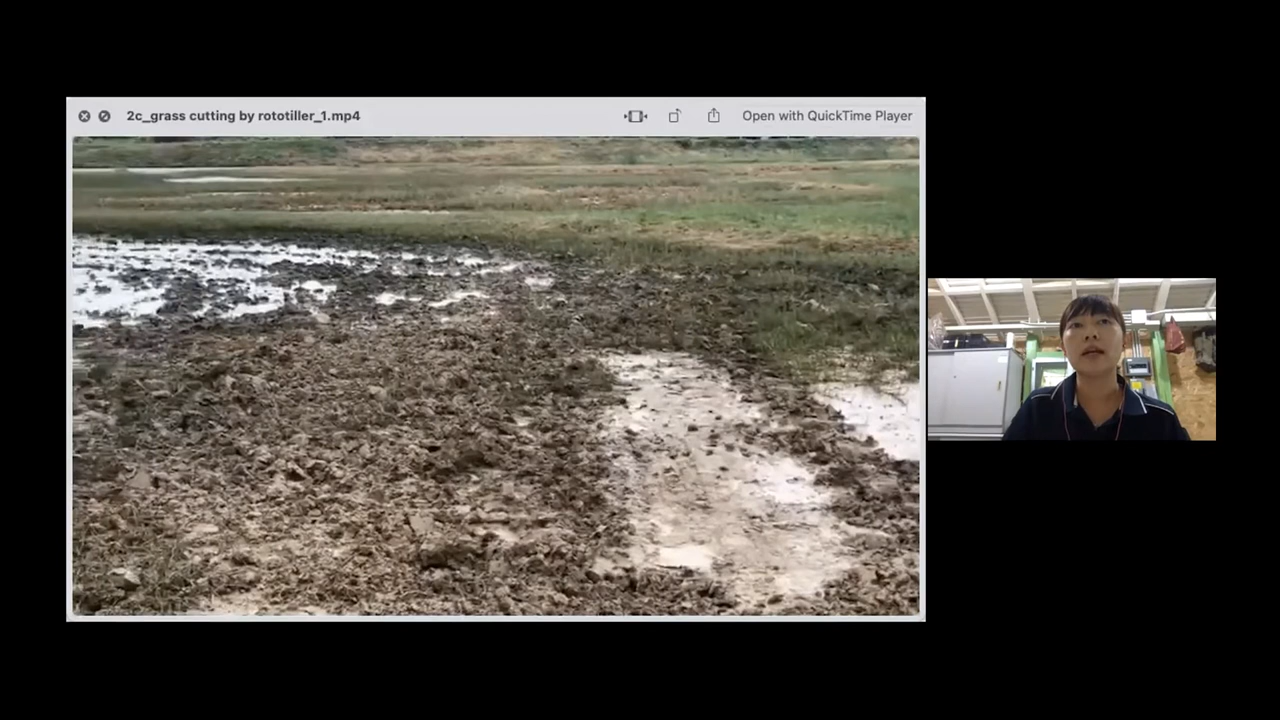 2c_grass cutting by rototiller_1.mp4
Open with QuickTime Player